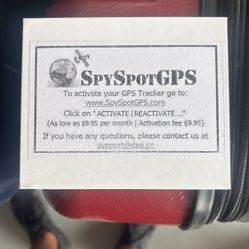 SPYSPOTGPS
To activate your GPS Tracker go to:
www.SpySpotGPS.com
Click on "ACTIVATE|REACTIVATE ..."
(As low as $9.95 per month | Activation fee $9.95)
If you have any questions, please contact us at
support@dssi.cc